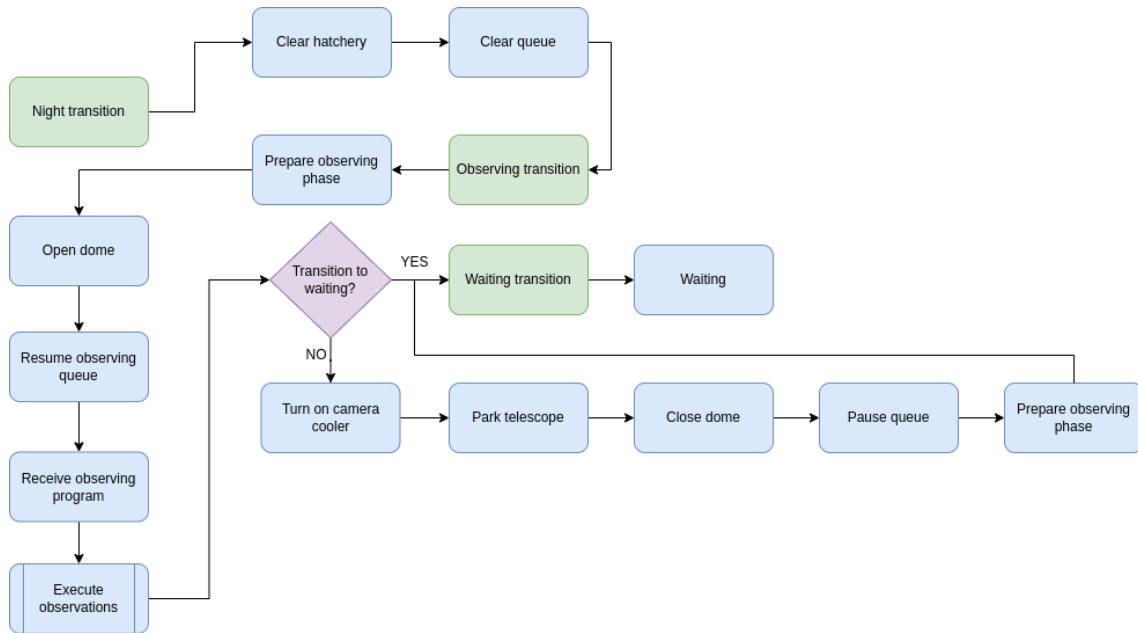 Clear hatchery
Clear queue
Night transition
Prepare observing
phase
Observing transition
Open dome
Transition to
waiting?
YES
Waiting transition
Waiting
Resume observing
queue
NO
Turn on camera
cooler
Park telescope
Close dome
Pause queue
Prepare observing
phase
Receive observing
program
Execute
observations